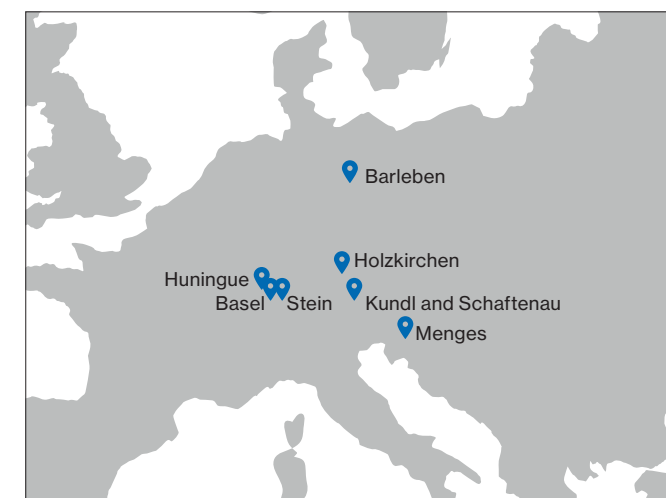 Barleben
Holzkirchen
Huningue
Basel
Stein
Kundl and Schaftenau
Menges